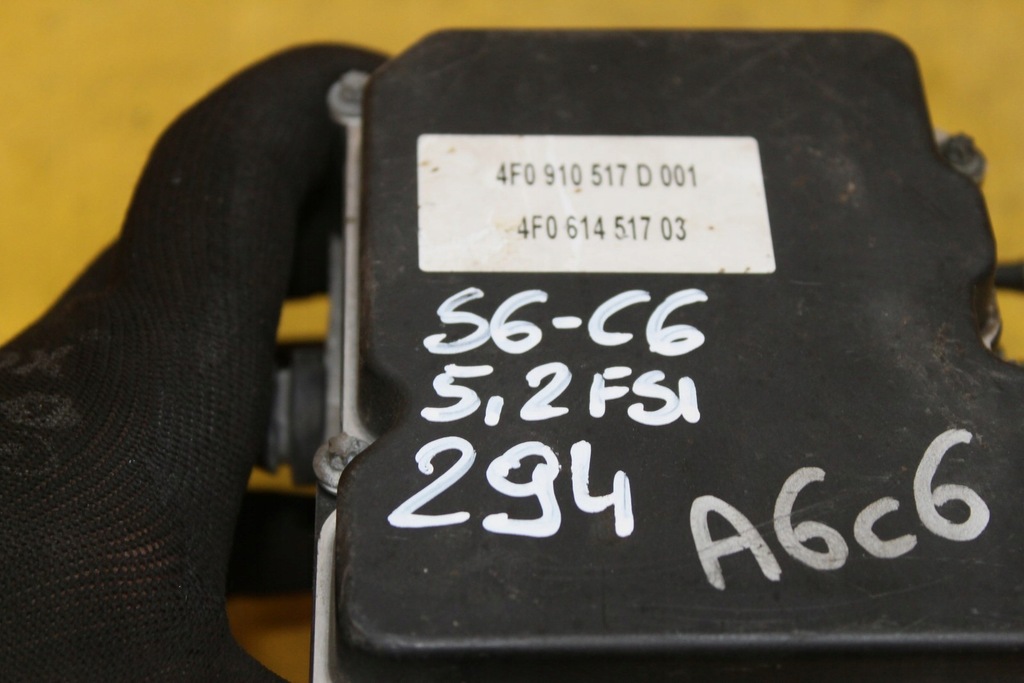 4F0 910 517 D 001
4F0 614 517 03
S6-C6
5,2 FSI
294
A6C6